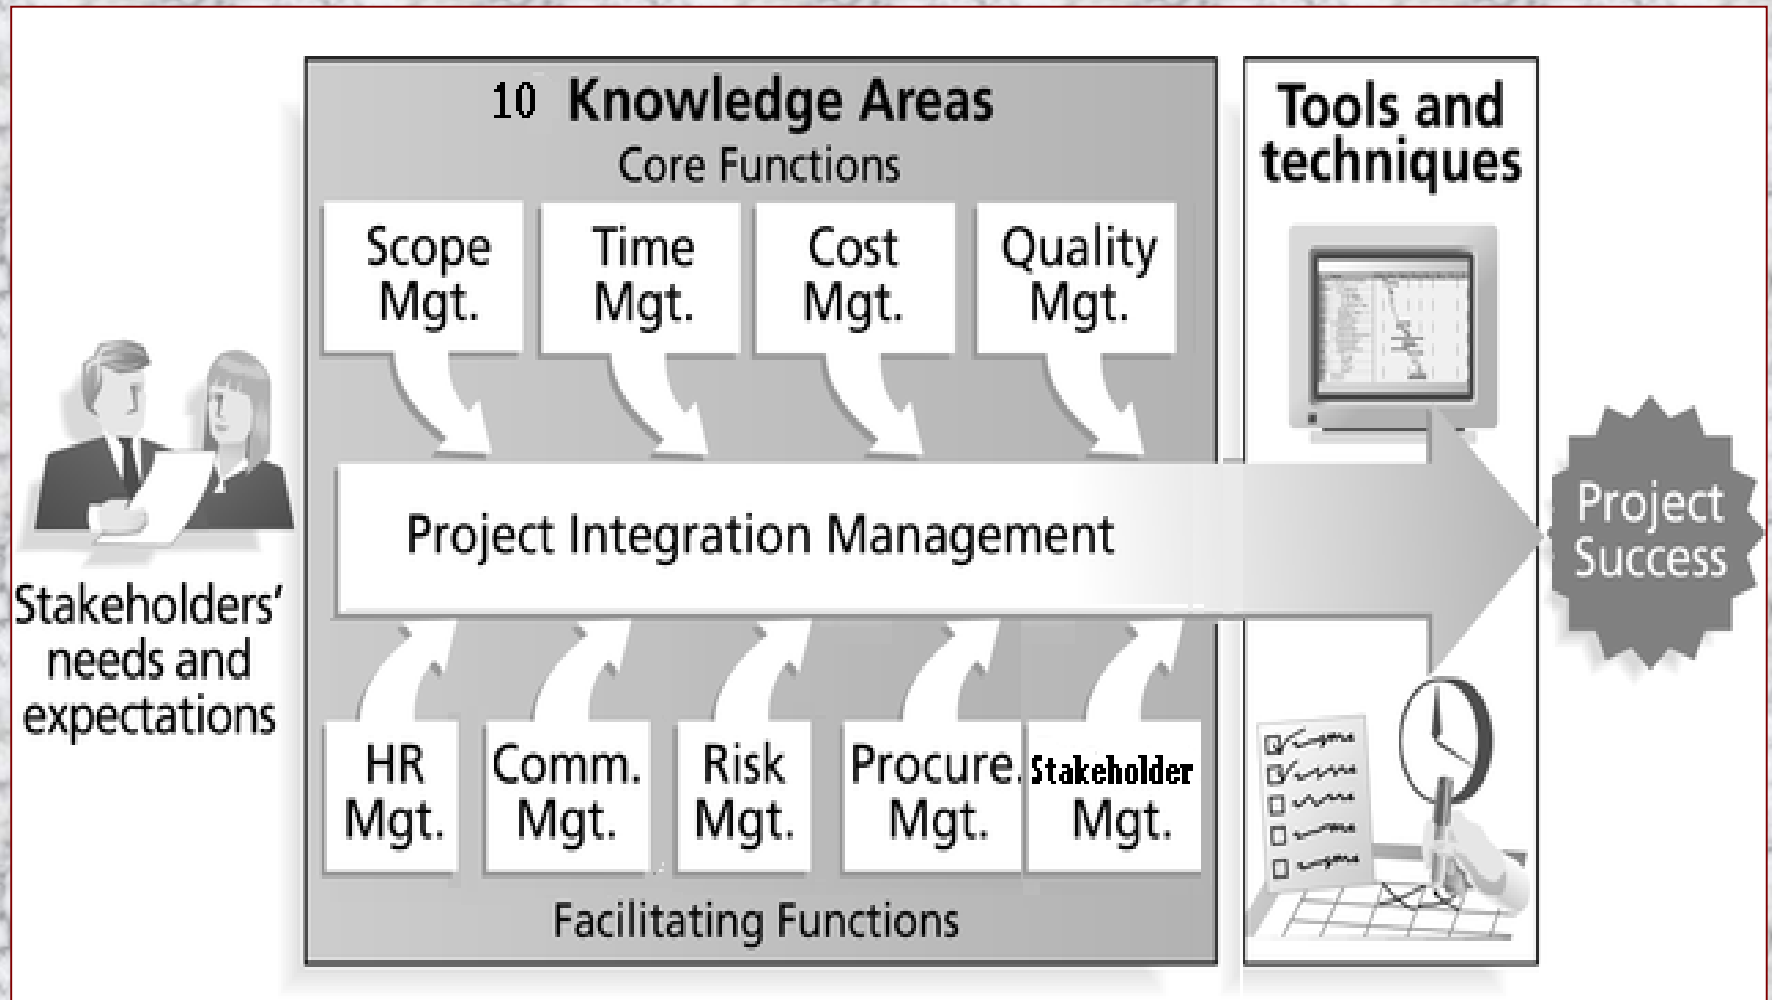 10 Knowledge Areas
Core Functions
Scope
Mgt.
Time
Mgt.
Cost
Mgt.
Quality
Mgt.
Tools and
techniques
Stakeholders’
needs and
expectations
Project Integration Management
Project
Success
HR
Mgt.
Comm.
Mgt.
Risk
Mgt.
Procure.
Mgt.
Stakeholder
Mgt.
Facilitating Functions